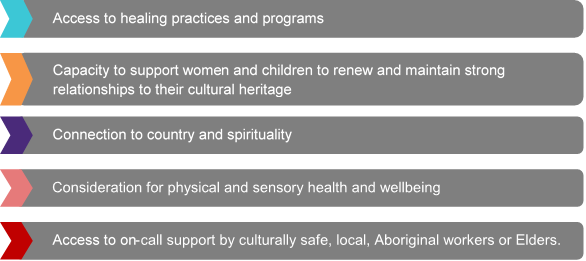 Access to healing practices and programs
Capacity to support women and children to renew and maintain strong
relationships to their cultural heritage
Connection to country and spirituality
Consideration for physical and sensory health and wellbeing
Access to on-call support by culturally safe, local, Aboriginal workers or Elders.